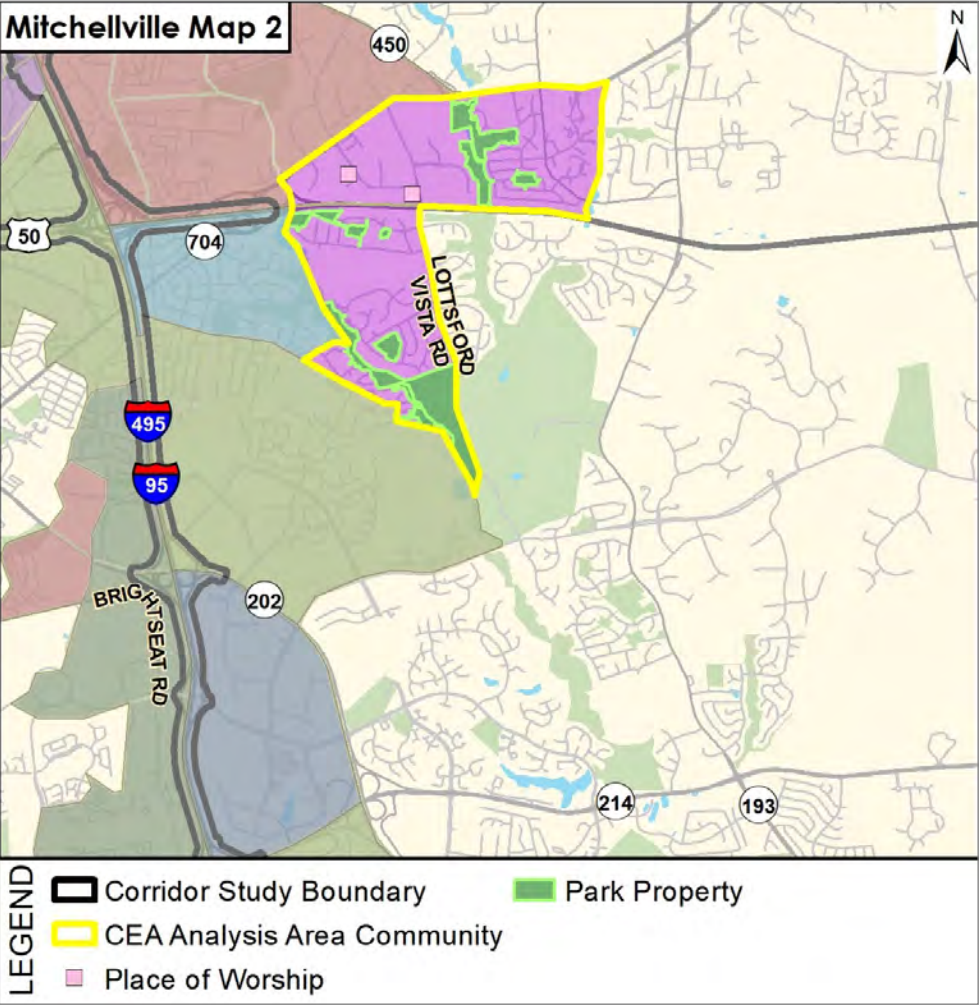 Mitchellville Map 2
N
450
50
704
LOTTSFORD
VISTA RD
495
95
BRIGHTSEAT RD
202
214
193
LEGEND
Corridor Study Boundary
Park Property
CEA Analysis Area Community
Place of Worship